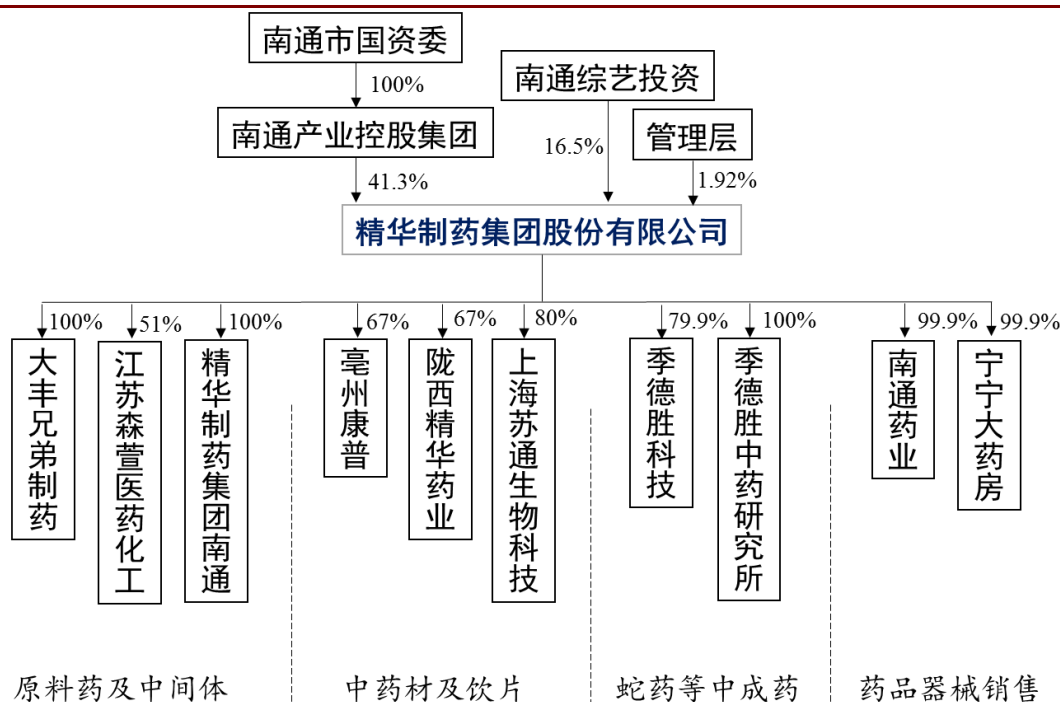 南通市国资委
100%
南通综艺投资
南通产业控股集团
16.5%
管理层
41.3%
1.92%
精华制药集团股份有限公司
100%
51%
100%
67%
67%
80%
79.9%
100%
99.9%
99.9%
大丰兄弟制药
江苏森萱医药化工
精华制药集团南通
亳州康普
陇西精华药业
上海苏通生物科技
季德胜科技
季德胜中药研究所
南通药业
宁宁大药房
原料药及中间体
中药材及饮片
蛇药等中成药
药品器械销售